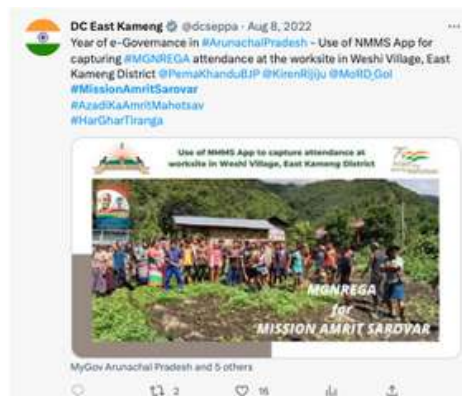 DC East Kameng @dcseppa · Aug 8, 2022
Year of e-Governance in #ArunachalPradesh - Use of NMMS App for
capturing #MGNREGA attendance at the worksite in Weshi Village, East
Kameng District @PemaKhanduBJP @KirenRijiju @MoRD_GoI
#MissionAmritSarovar
#AzadiKaAmritMahotsav
#HarGharTiranga
Use of NMMS App to capture attendance at
worksite in Weshi Village, East Kameng District
MGNREGA
for
MISSION AMRIT SAROVAR
MyGov Arunachal Pradesh and 5 others
2
16